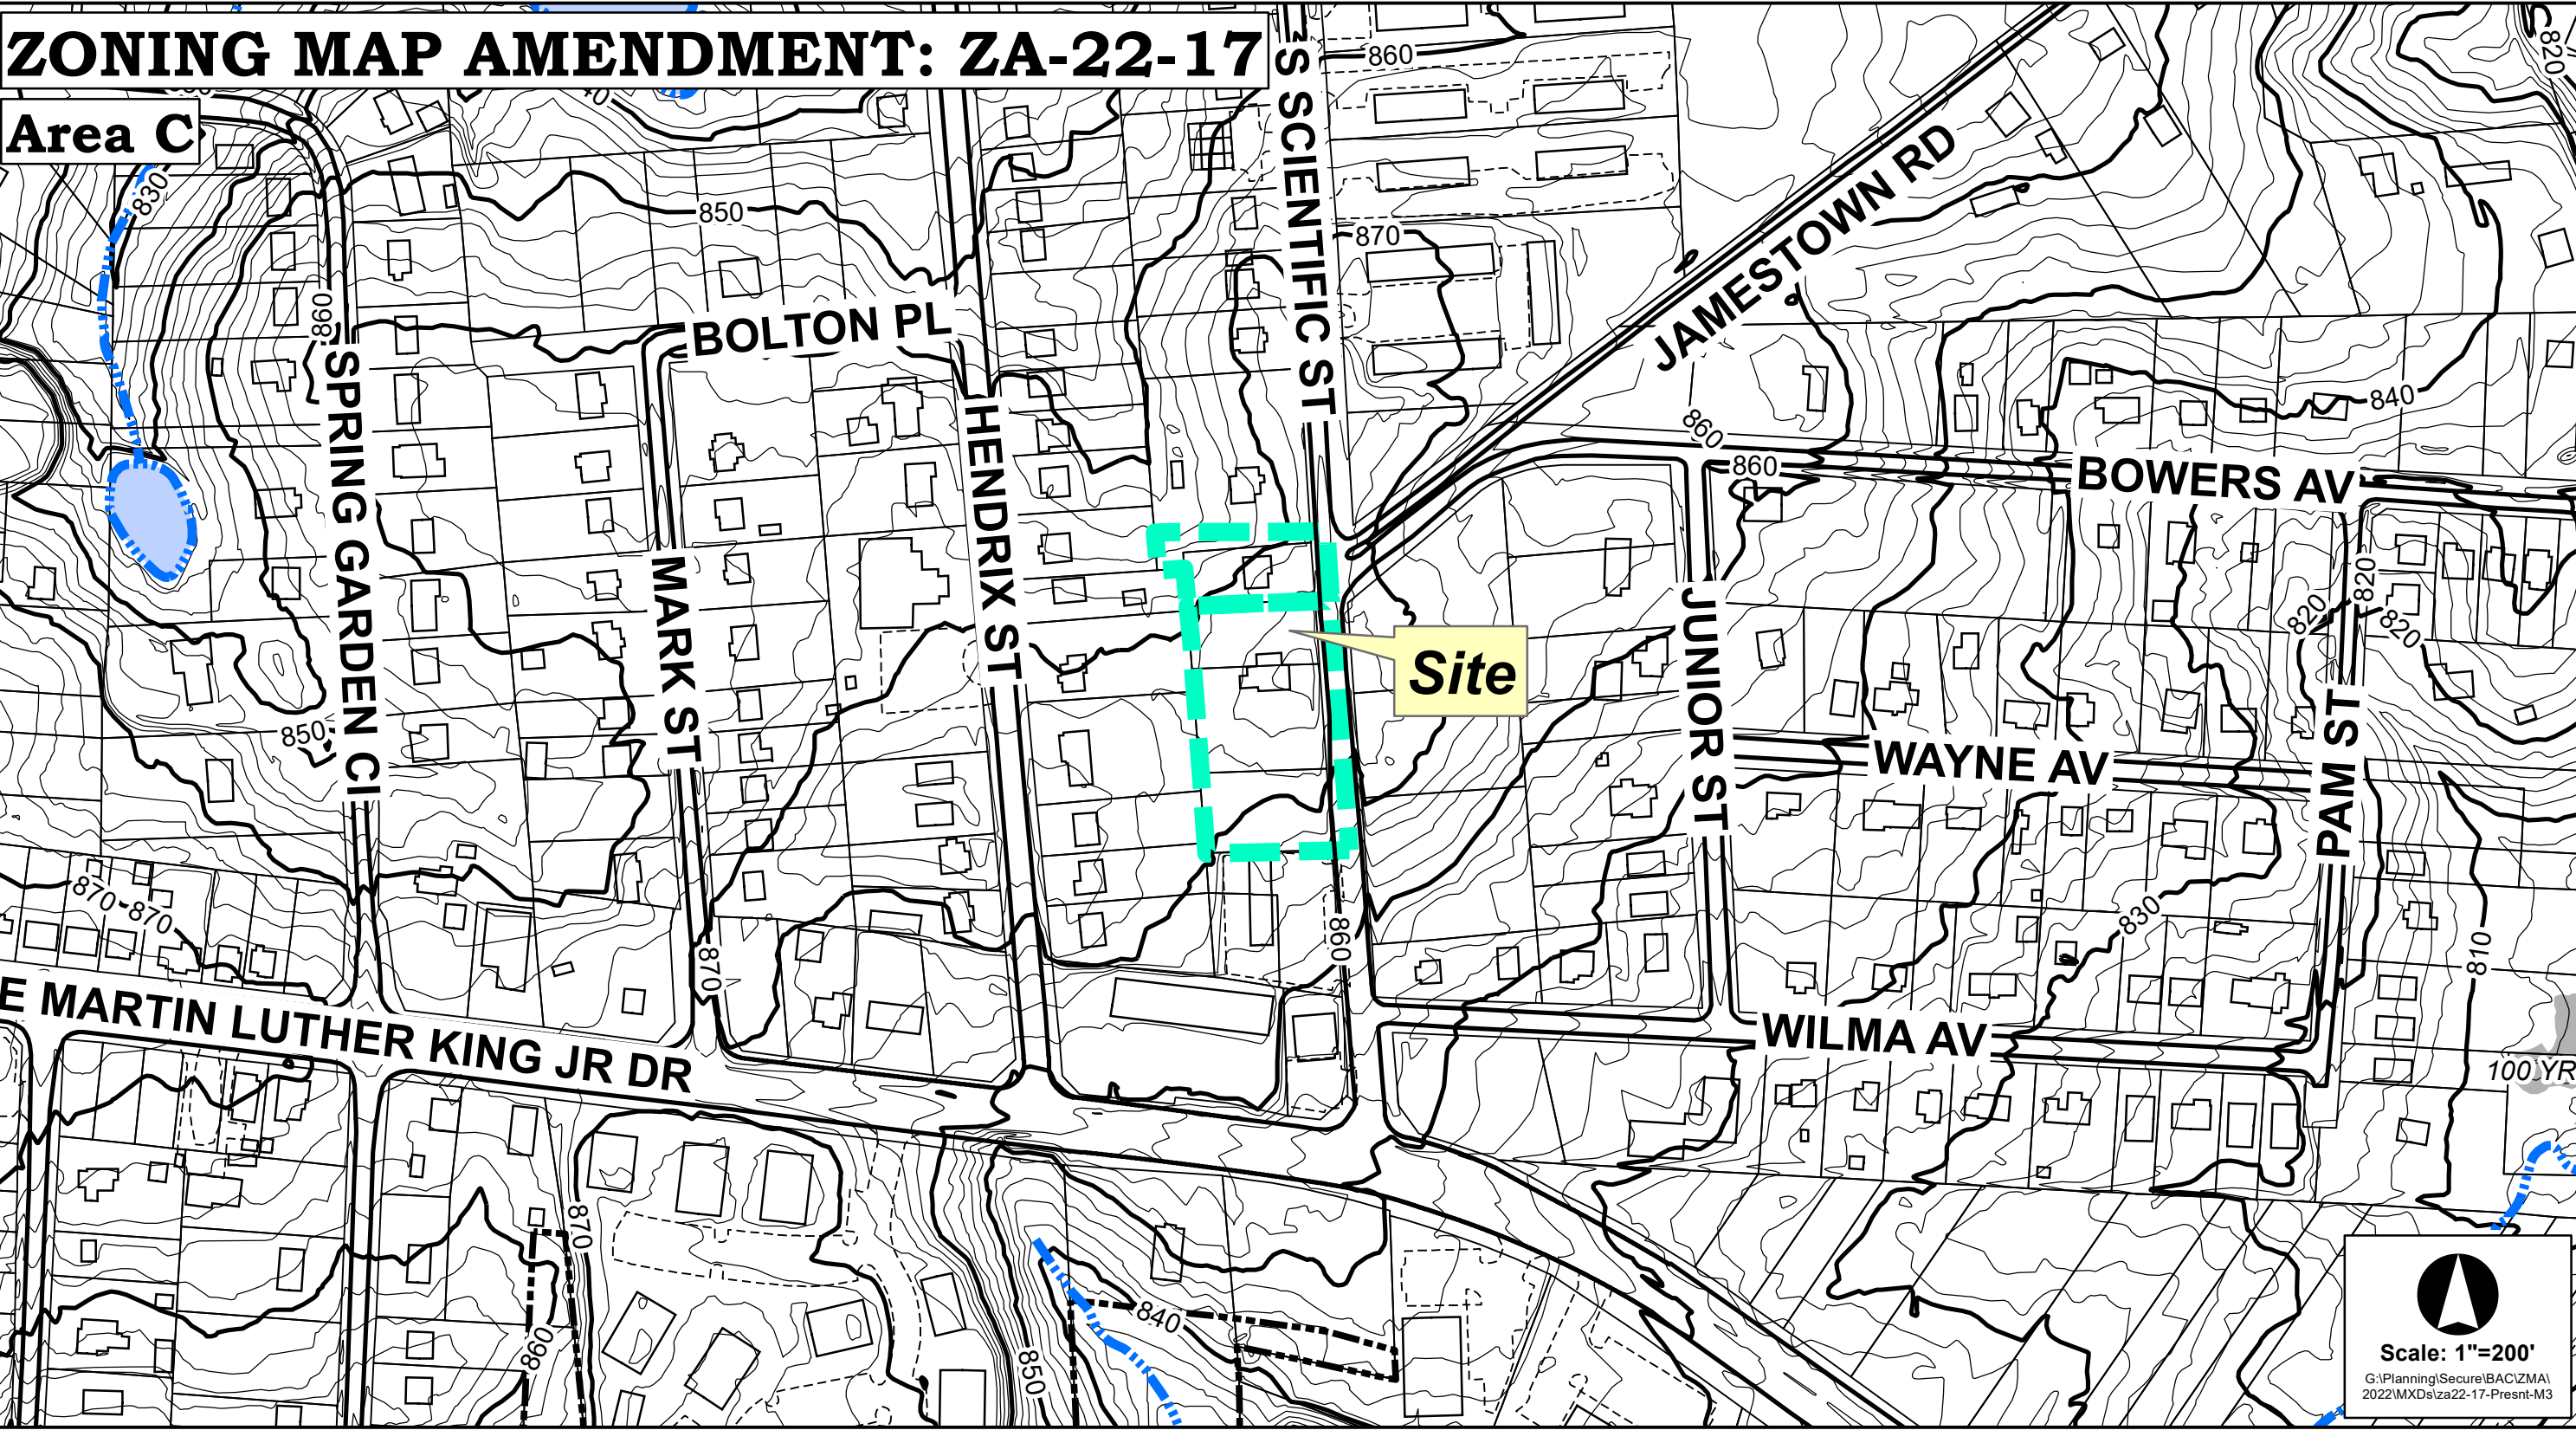 ZONING MAP AMENDMENT: ZA-22-17
Area C
S SCIENTIFIC ST
860
820
830
850
870
JAMESTOWN RD
860
SPRING GARDEN CI
BOLTON PL
HENDRIX ST
840
860
860
BOWERS AV
MARK ST
Site
JUNIOR ST
820
820
820
850
WAYNE AV
PAM ST
870
870
870
860
830
810
E MARTIN LUTHER KING JR DR
WILMA AV
100 YR
870
860
850
840
Scale: 1"=200'
G:\Planning\Secure\BAC\ZMA\
2022\MXDs\za22-17-Presnt-M3